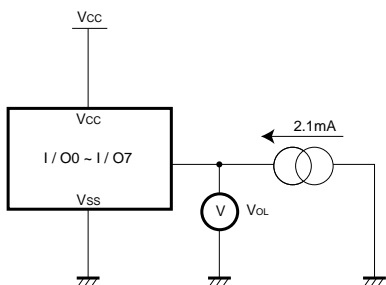 VCC
VCC
I / O0 ~ I / O7
VSS
2.1mA
V
VOL